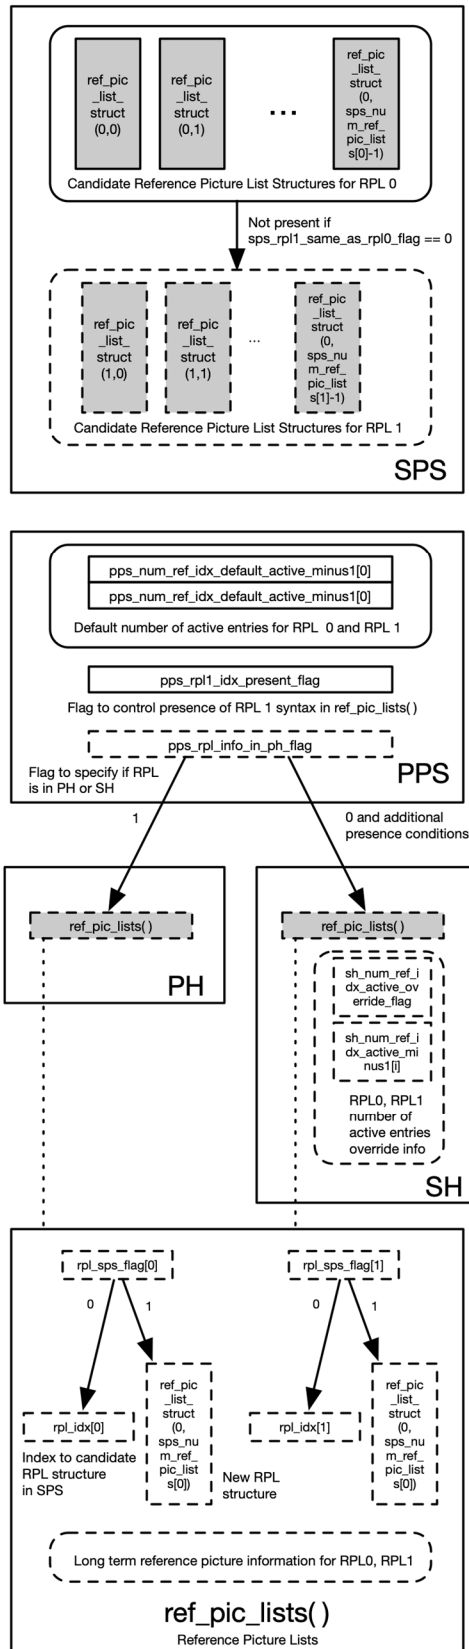 ref_pic
_list_
struct
(0,0)
ref_pic
_list_
struct
(0,1)
...
ref_pic
_list_
struct
(0,
sps_nu
m_ref_
pic_list
s[0]-1)
Candidate Reference Picture List Structures for RPL 0
Not present if
sps_rpl1_same_as_rpl0_flag == 0
ref_pic
_list_
struct
(1,0)
ref_pic
_list_
struct
(1,1)
...
ref_pic
_list_
struct
(0,
sps_nu
m_ref_
pic_list
s[1]-1)
Candidate Reference Picture List Structures for RPL 1
SPS
pps_num_ref_idx_default_active_minus1[0]
pps_num_ref_idx_default_active_minus1[0]
Default number of active entries for RPL 0 and RPL 1
pps_rpl1_idx_present_flag
Flag to control presence of RPL 1 syntax in ref_pic_lists()
pps_rpl_info_in_ph_flag
Flag to specify if RPL
is in PH or SH
PPS
1
0 and additional
presence conditions
ref_pic_lists()
PH
ref_pic_lists()
sh_num_ref_i
dx_active_ov
erride_flag
sh_num_ref_i
dx_active_mi
nus1[i]
RPL0, RPL1
number of
active entries
override info
SH
rpl_sps_flag[0]
0
1
rpl_idx[0]
Index to candidate
RPL structure
in SPS
ref_pic
_list_
struct
(0,
sps_nu
m_ref_
pic_list
s[0])
New RPL
structure
rpl_sps_flag[1]
0
1
rpl_idx[1]
ref_pic
_list_
struct
(0,
sps_nu
m_ref_
pic_list
s[0])
Long term reference picture information for RPL0, RPL1
ref_pic_lists()
Reference Picture Lists